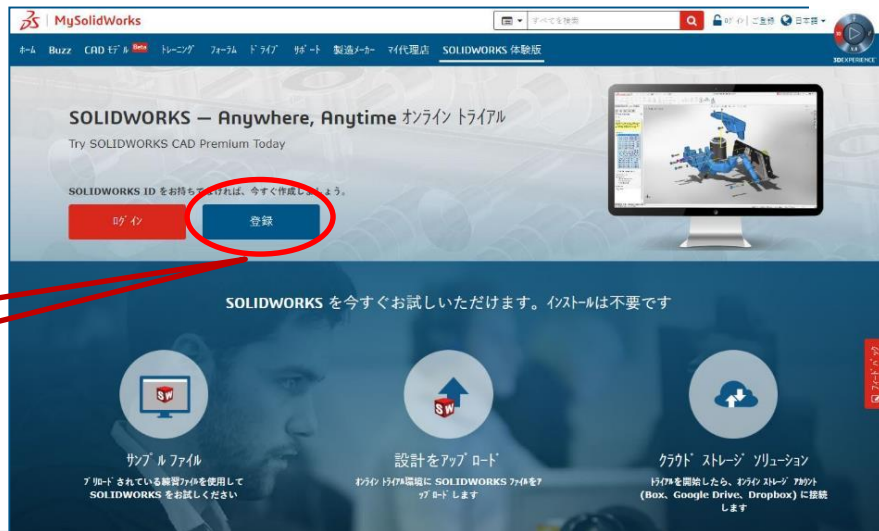 MySolidWorks
すべてを検索
ログイン | ご登録 日本語
ホーム Buzz CAD モデル Beta トレーニング フォーラム ドライブ サポート 製造メーカー マイ代理店 SOLIDWORKS 体験版
3DEXPERIENCE
SOLIDWORKS — Anywhere, Anytime オンライン トライアル
Try SOLIDWORKS CAD Premium Today
SOLIDWORKS ID をお持ちでなければ、今すぐ作成しましょう。
ログイン
登録
SOLIDWORKS を今すぐお試しいただけます。インストールは不要です
フィードバック
SW
SW
サンプル ファイル
プリロードされている練習ファイルを使用して
SOLIDWORKS をお試しください
設計をアップロード
オンライン トライアル環境に SOLIDWORKS ファイルをア
ップロードします
クラウド ストレージ ソリューション
トライアルを開始したら、オンライン ストレージ アカウント
(Box、Google Drive、Dropbox) に接続
します